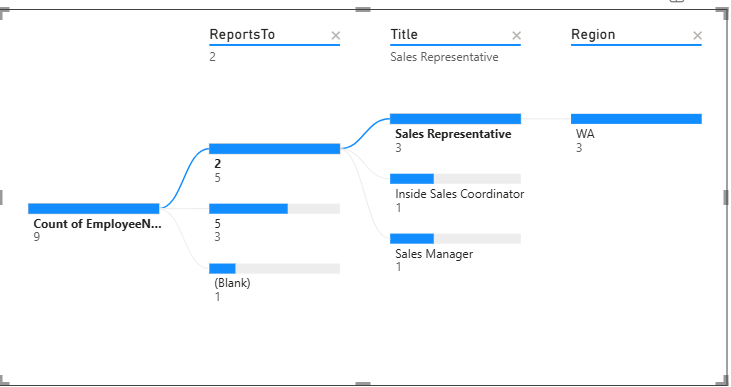 ReportsTo
2
Title
Sales Representative
Region
Count of EmployeeN...
9
2
5
5
3
(Blank)
1
Sales Representative
3
Inside Sales Coordinator
1
Sales Manager
1
WA
3